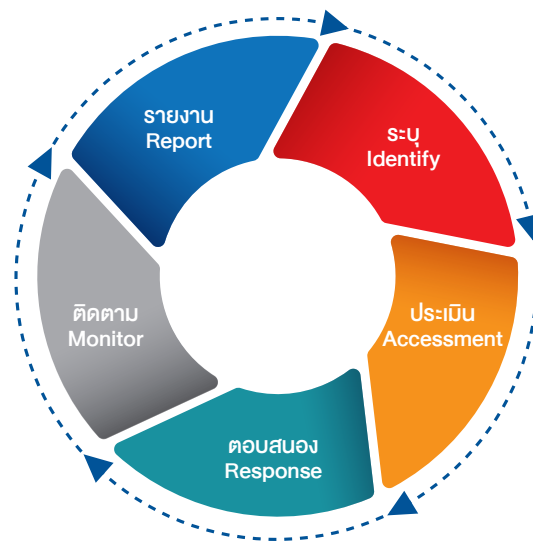 รายงาน
Report
ระบุ
Identify
ประเมิน
Accessment
ตอบสนอง
Response
ติดตาม
Monitor